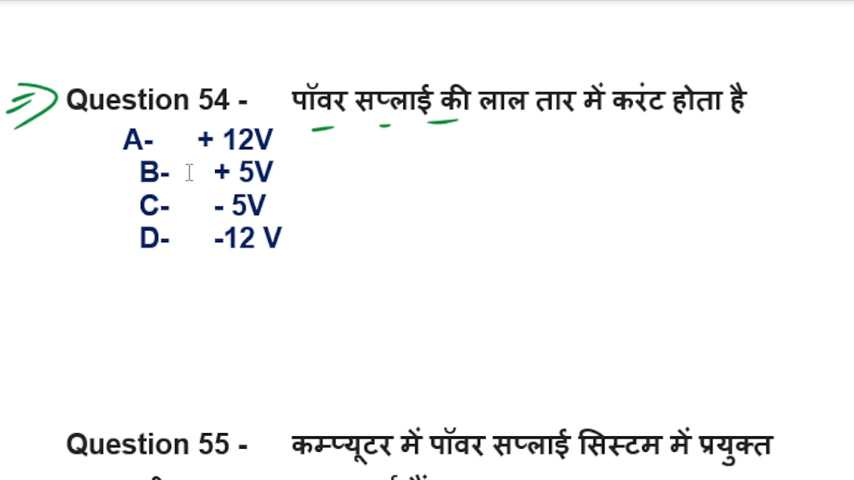 Question 54 - पॉवर सप्लाई की लाल तार में करंट होता है
A- + 12V
B- + 5V
C- - 5V
D- -12 V
Question 55 - कम्प्यूटर में पॉवर सप्लाई सिस्टम में प्रयुक्त